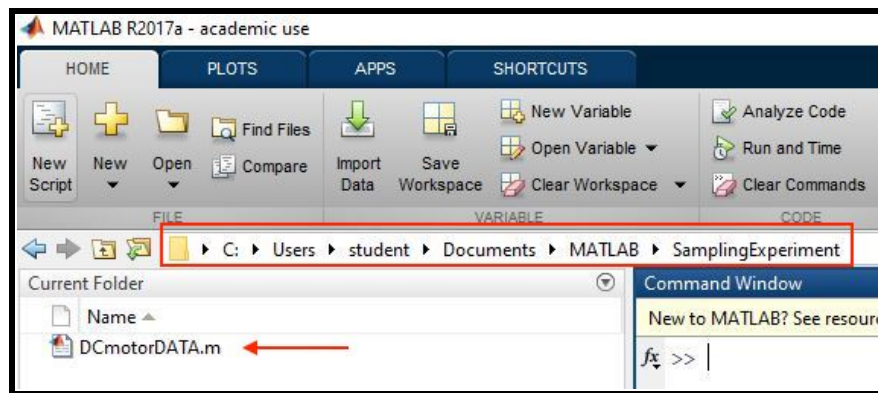 MATLAB R2017a - academic use
HOME PLOTS APPS SHORTCUTS
New Script
New
Open
Find Files
Compare
Import Data
Save Workspace
New Variable
Open Variable
Clear Workspace
Analyze Code
Run and Time
Clear Commands
FILE VARIABLE CODE
C: Users student Documents MATLAB SamplingExperiment
Current Folder
Name
DCmotorDATA.m
Command Window
New to MATLAB? See resour
fx >>